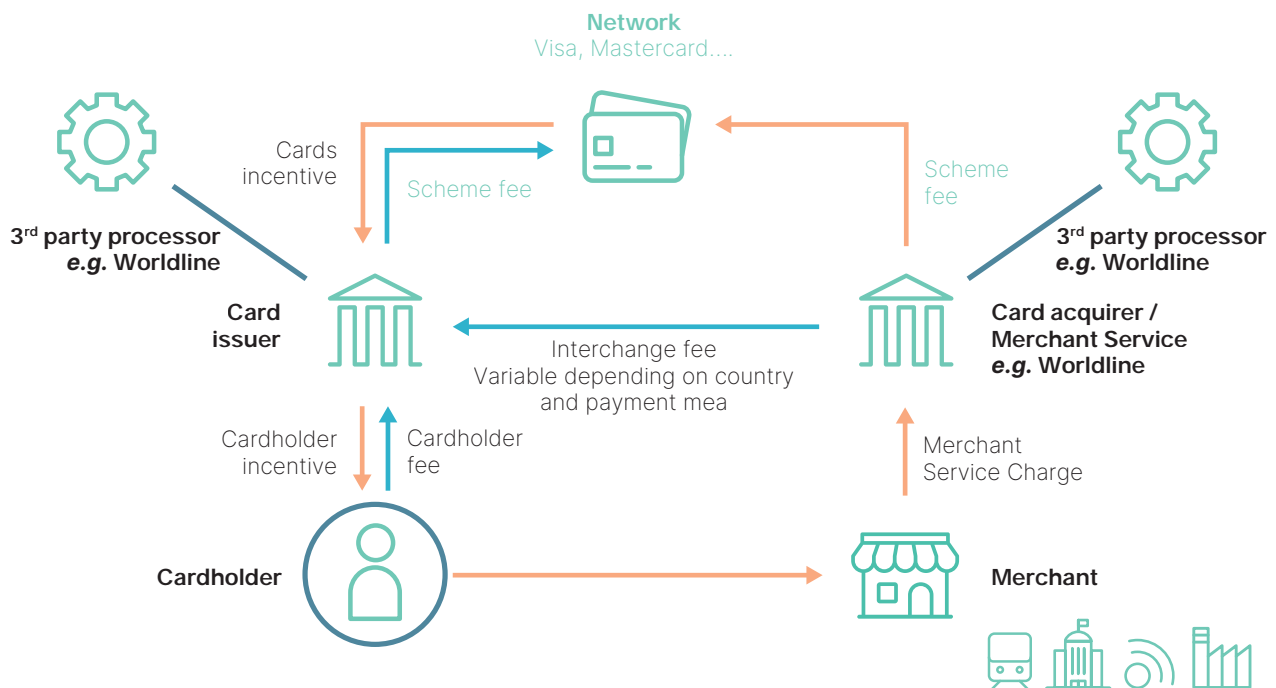 Network
Visa, Mastercard....
Cards
incentive
Scheme fee
Scheme
fee
3rd party processor
e.g. Worldline
3rd party processor
e.g. Worldline
Card
issuer
Card acquirer /
Merchant Service
e.g. Worldline
Interchange fee
Variable depending on country
and payment mea
Cardholder
incentive
Cardholder
fee
Merchant
Service Charge
Cardholder
Merchant